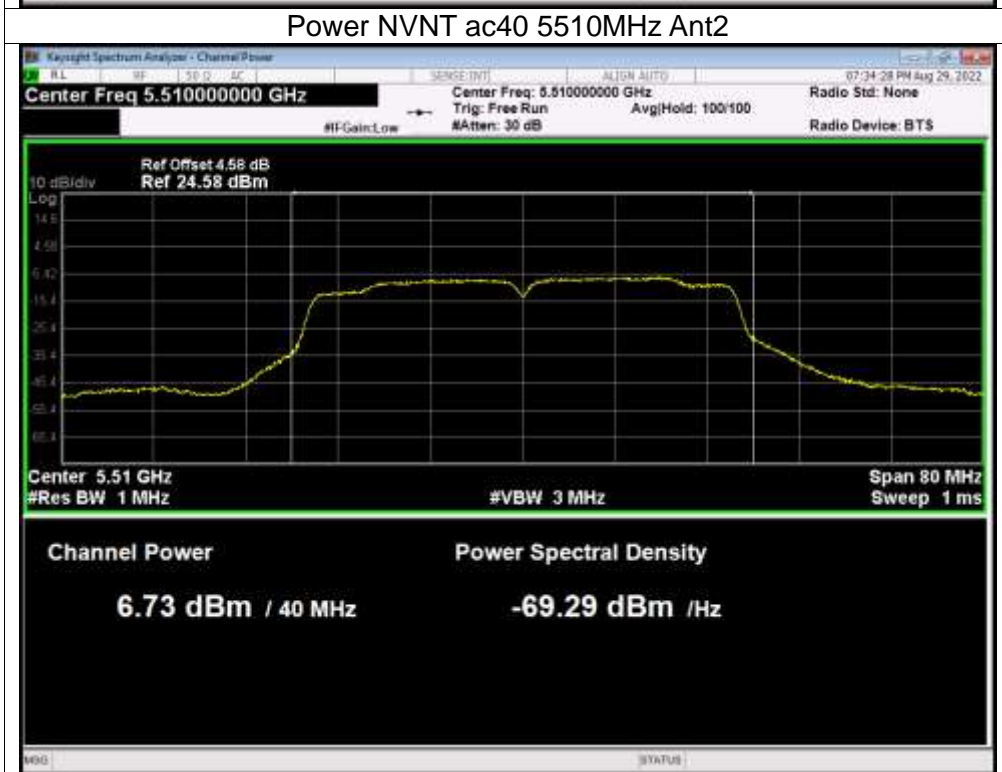 Power NVNT ac40 5510MHz Ant2
Keysight Spectrum Analyzer - Channel Power
RL RF 50 Ω AC SENSE:INT ALIGN AUTO 07:34:28 PM Aug 29, 2022
Center Freq 5.510000000 GHz
Center Freq: 5.510000000 GHz
Radio Std: None
Trig: Free Run
Avg|Hold: 100/100
#IFGain:Low
#Atten: 30 dB
Radio Device: BTS
Ref Offset 4.58 dB
10 dB/div
Ref 24.58 dBm
Log
14.6
4.58
-5.42
-15.4
-25.4
-35.4
-45.4
-55.4
-65.4
Center 5.51 GHz
Span 80 MHz
#Res BW 1 MHz
#VBW 3 MHz
Sweep 1 ms
Channel Power
Power Spectral Density
6.73 dBm / 40 MHz
-69.29 dBm /Hz
MSG
STATUS